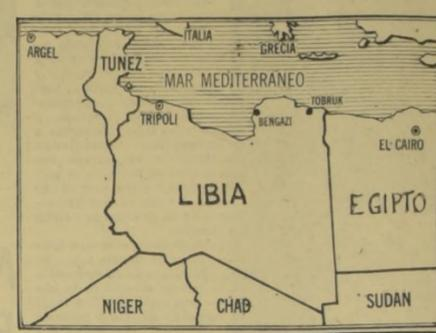 ITALIA
GRECIA
ARGEL
TUNEZ
MAR MEDITERRANEO
TRIPOLI
BENGAZI
TOBRUK
EL CAIRO
LIBIA
EGIPTO
NIGER
CHAD
SUDAN